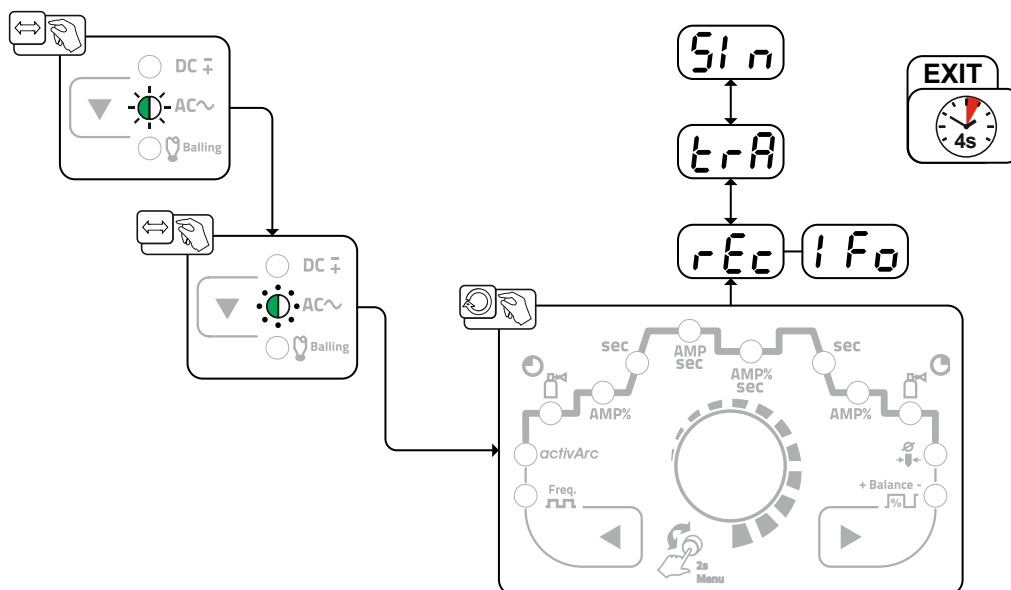 DC
AC
Balling
DC
AC
Balling
SIn
trA
rEc
IFo
EXIT
4s
sec
AMP
sec
AMP%
sec
sec
AMP%
AMP%
activArc
Freq.
+ Balance -
%
2s
Menu